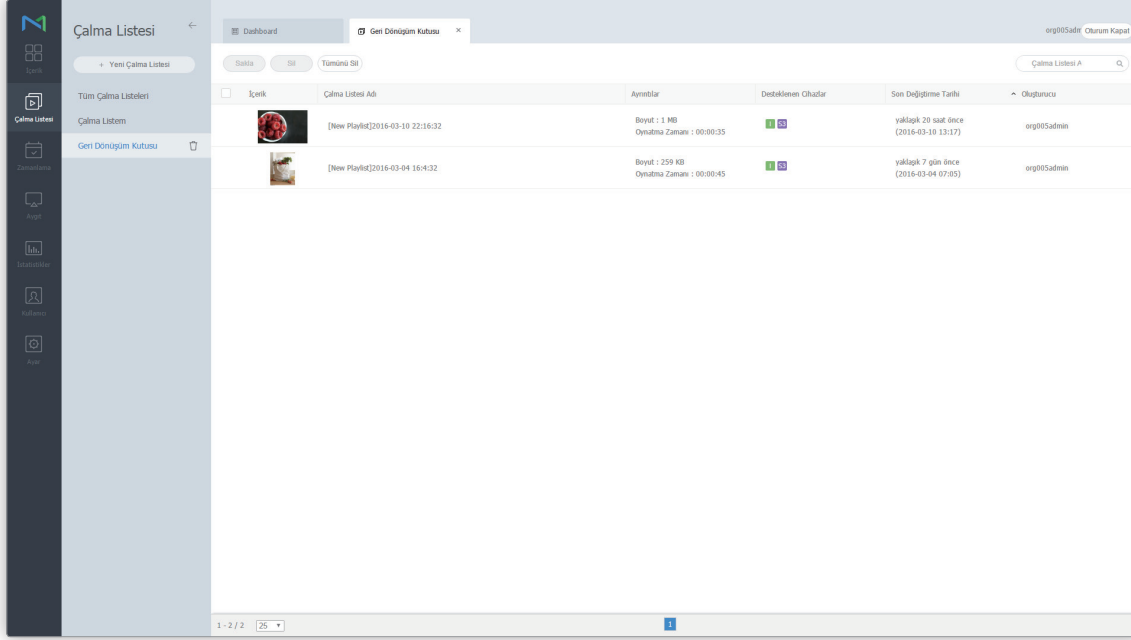 Çalma Listesi
Dashboard
Geri Dönüşüm Kutusu
org005adm
Oturum Kapat
İçerik
+ Yeni Çalma Listesi
Sakla
Sil
Tümünü Sil
Çalma Listesi A
Çalma Listesi
Tüm Çalma Listeleri
Çalma Listem
Geri Dönüşüm Kutusu
İçerik
Çalma Listesi Adı
Ayrıntılar
Desteklenen Cihazlar
Son Değiştirme Tarihi
Oluşturucu
[New Playlist]2016-03-10 22:16:32
Boyut : 1 MB
Oynatma Zamanı : 00:00:35
I S3
yaklaşık 20 saat önce
(2016-03-10 13:17)
org005admin
[New Playlist]2016-03-04 16:4:32
Boyut : 259 KB
Oynatma Zamanı : 00:00:45
I S3
yaklaşık 7 gün önce
(2016-03-04 07:05)
org005admin
Zamanlama
Aygıt
İstatistikler
Kullanıcı
Ayar
1 - 2 / 2
25
1